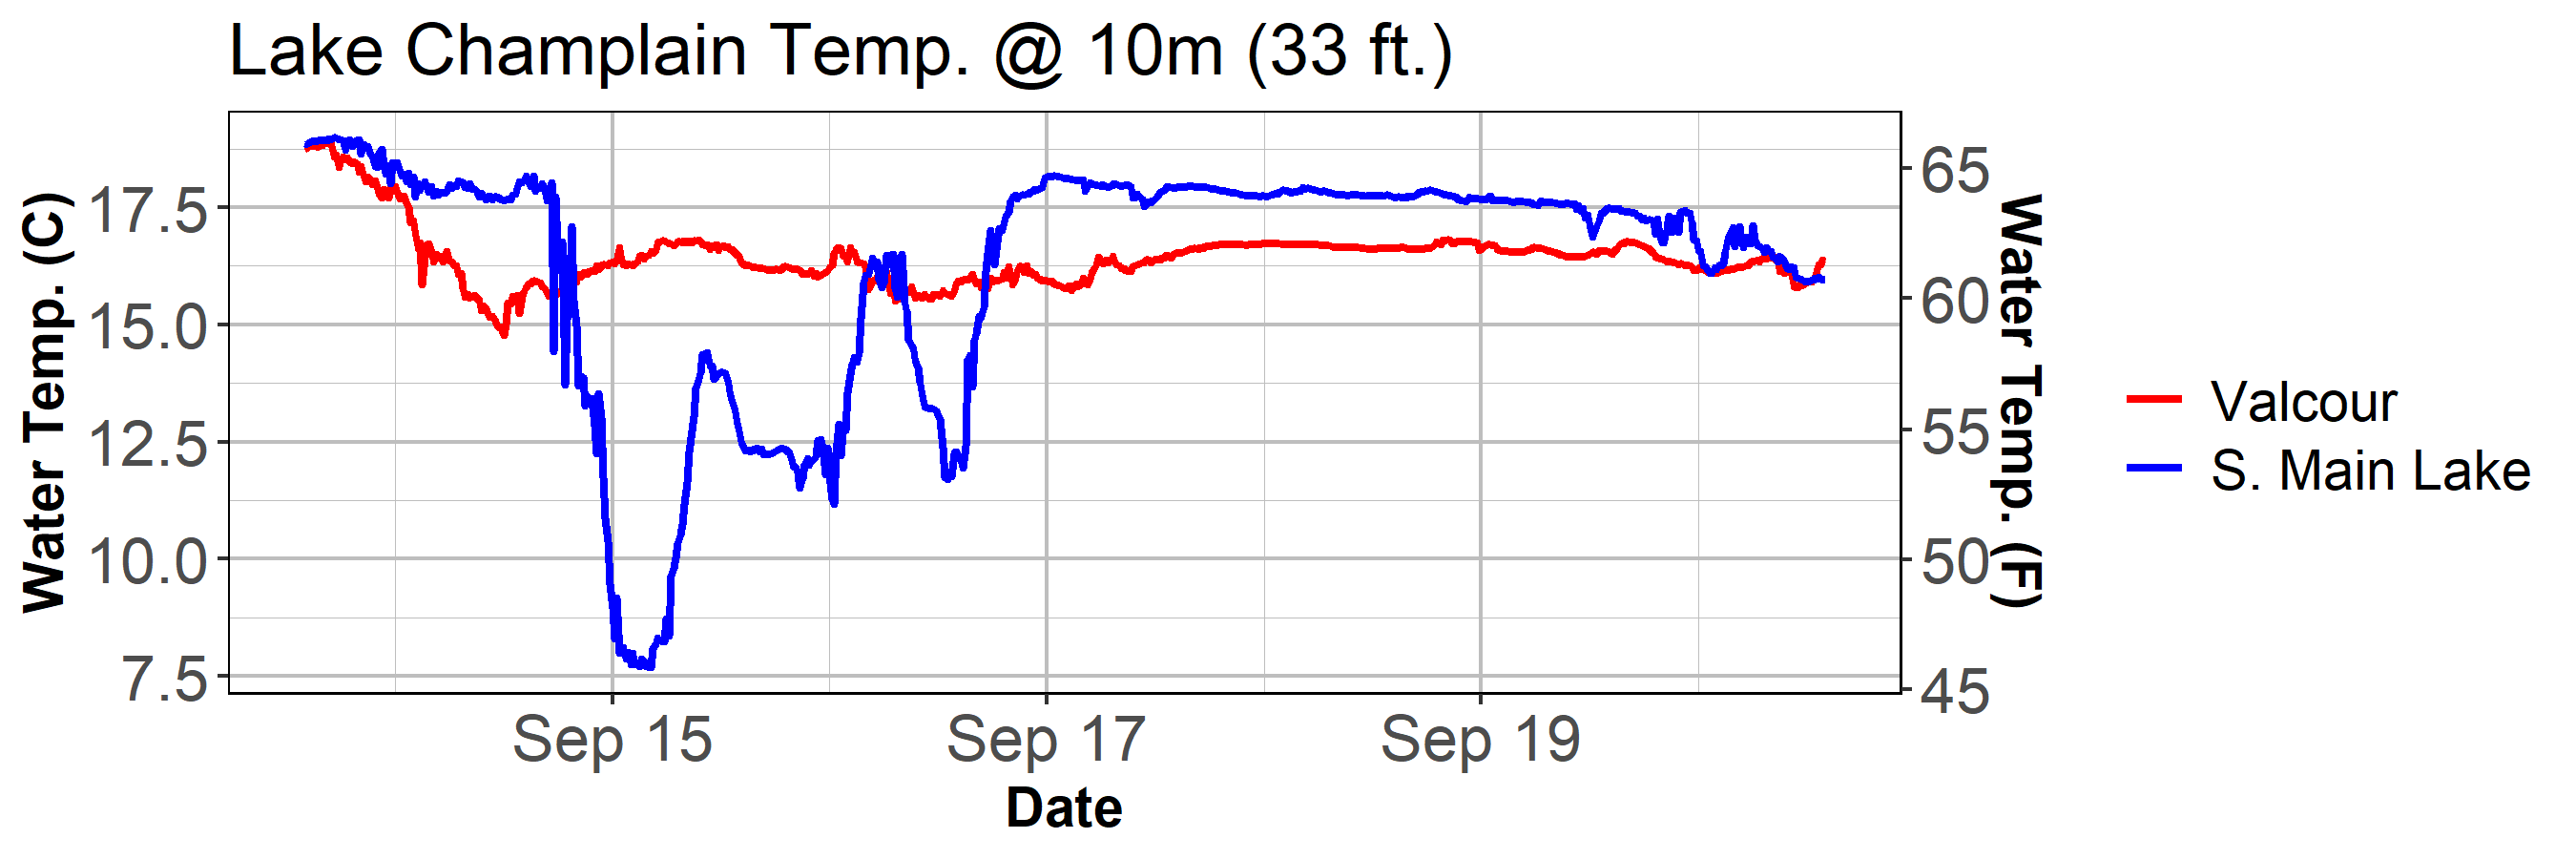 Lake Champlain Temp. @ 10m (33 ft.)
Water Temp. (C)
17.5
15.0
12.5
10.0
7.5
65
60
55
50
45
Water Temp. (F)
Sep 15
Sep 17
Sep 19
Date
Valcour
S. Main Lake